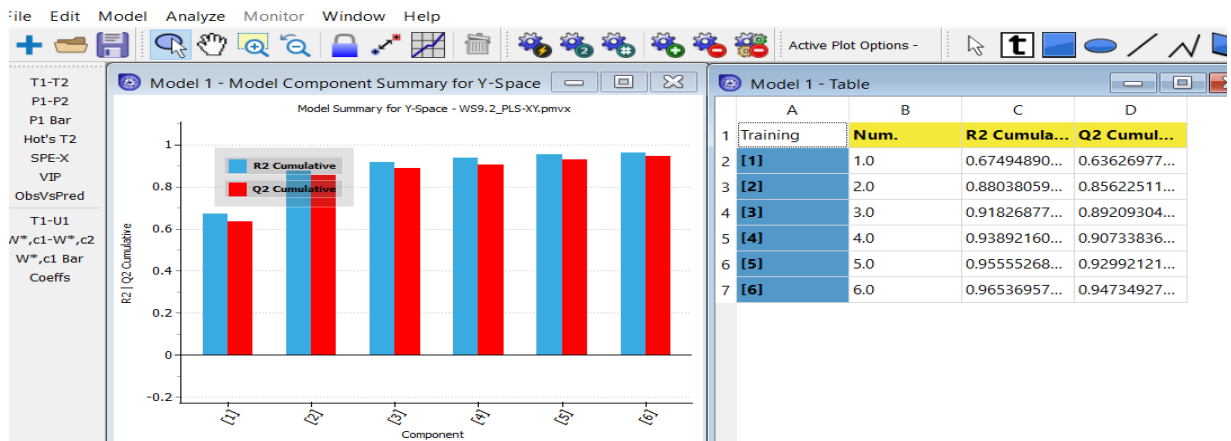 File Edit Model Analyze Monitor Window Help
t Active Plot Options -
T1-T2
P1-P2
P1 Bar
Hot's T2
SPE-X
VIP
ObsVsPred
T1-U1
W*,c1-W*,c2
W*,c1 Bar
Coeffs
Model 1 - Model Component Summary for Y-Space
Model Summary for Y-Space - WS9.2_PLS-XY.pmvx
R2 Cumulative
Q2 Cumulative
R2 | Q2 Cumulative
1
0.8
0.6
0.4
0.2
0
-0.2
[1] [2] [3] [4] [5] [6]
Component
Model 1 - Table
A B C D
1 Training Num. R2 Cumula... Q2 Cumul...
2 [1] 1.0 0.67494890... 0.63626977...
3 [2] 2.0 0.88038059... 0.85622511...
4 [3] 3.0 0.91826877... 0.89209304...
5 [4] 4.0 0.93892160... 0.90733836...
6 [5] 5.0 0.95555268... 0.92992121...
7 [6] 6.0 0.96536957... 0.94734927...